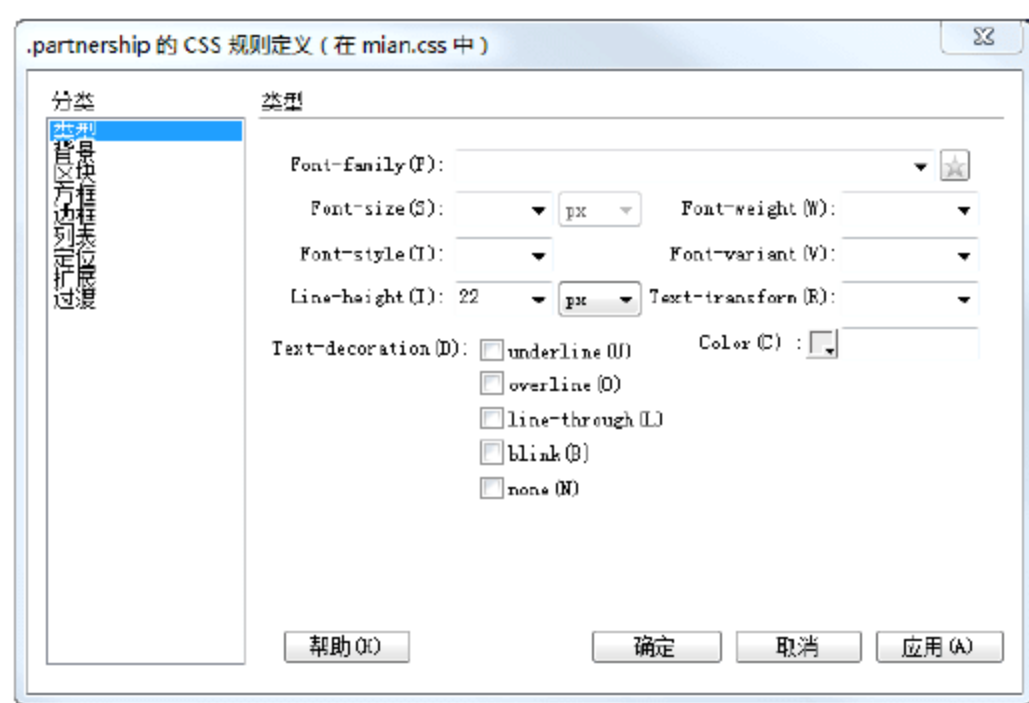 .partnership 的 CSS 规则定义（在 mian.css 中）
分类
类型
背景
区块
方框
边框
列表
定位
扩展
过渡
类型
Font-family(F):
Font-size(S): px Font-weight(W):
Font-style(T): Font-variant(V):
Line-height(I): 22 px Text-transform(R):
Text-decoration(D): underline(U) Color(C) :
overline(O)
line-through(L)
blink(B)
none(N)
帮助(H) 确定 取消 应用(A)